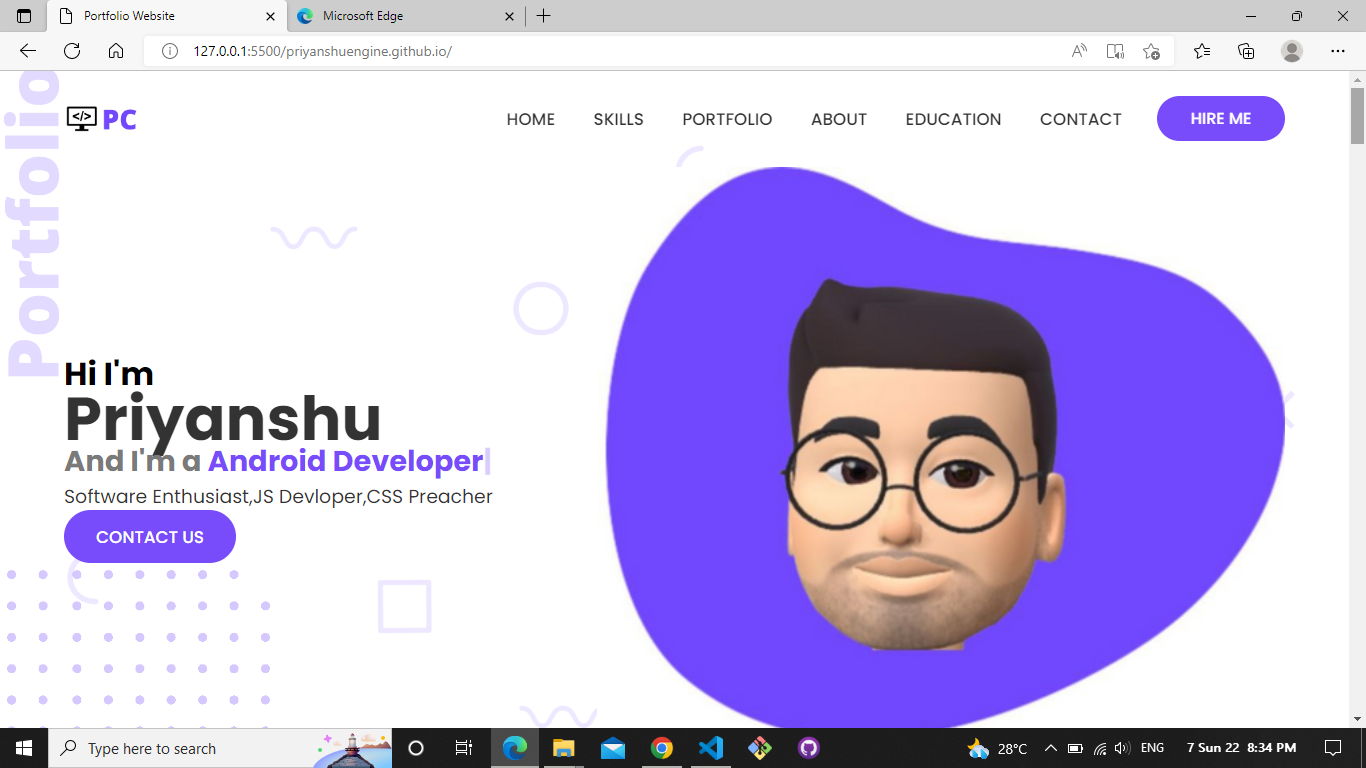 Portfolio Website
Microsoft Edge
127.0.0.1:5500/priyanshuengine.github.io/
Portfolio
</> PC
HOME SKILLS PORTFOLIO ABOUT EDUCATION CONTACT HIRE ME
Hi I'm
Priyanshu
And I'm a Android Developer|
Software Enthusiast,JS Devloper,CSS Preacher
CONTACT US
Type here to search
28°C ENG 7 Sun 22 8:34 PM